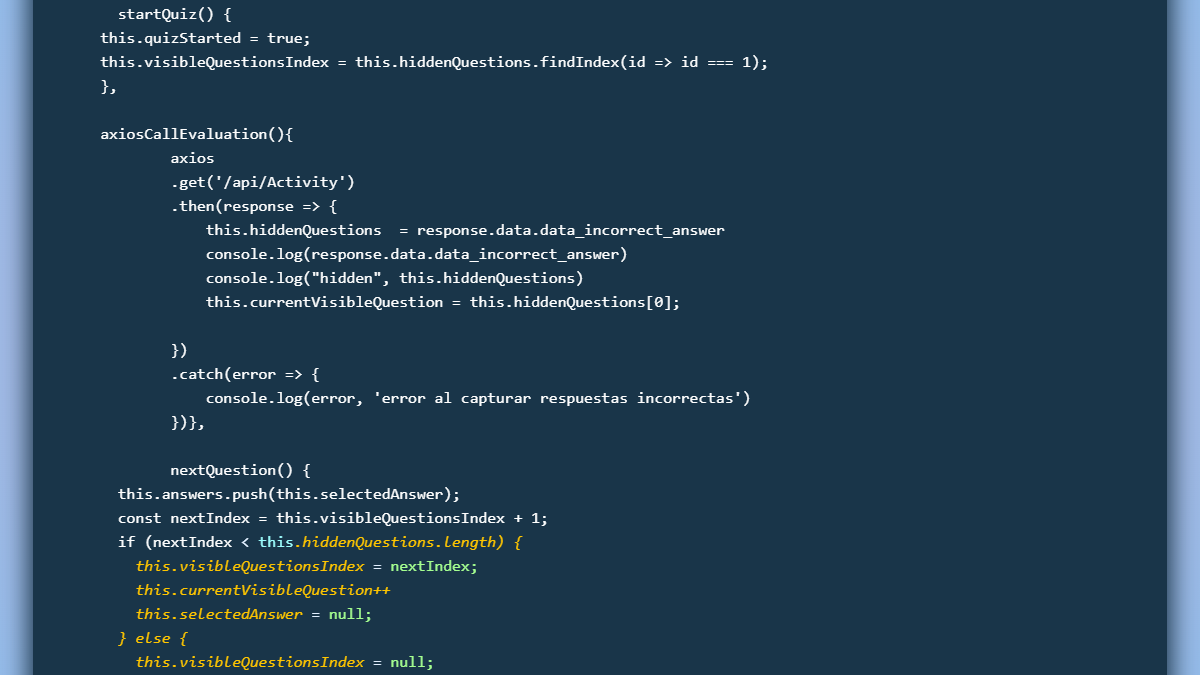 startQuiz() {
this.quizStarted = true;
this.visibleQuestionsIndex = this.hiddenQuestions.findIndex(id => id === 1);
},
axiosCallEvaluation(){
axios
.get('/api/Activity')
.then(response => {
this.hiddenQuestions  = response.data.data_incorrect_answer
console.log(response.data.data_incorrect_answer)
console.log("hidden", this.hiddenQuestions)
this.currentVisibleQuestion = this.hiddenQuestions[0];
})
.catch(error => {
console.log(error, 'error al capturar respuestas incorrectas')
})},
nextQuestion() {
this.answers.push(this.selectedAnswer);
const nextIndex = this.visibleQuestionsIndex + 1;
if (nextIndex < this.hiddenQuestions.length) {
this.visibleQuestionsIndex = nextIndex;
this.currentVisibleQuestion++
this.selectedAnswer = null;
} else {
this.visibleQuestionsIndex = null;